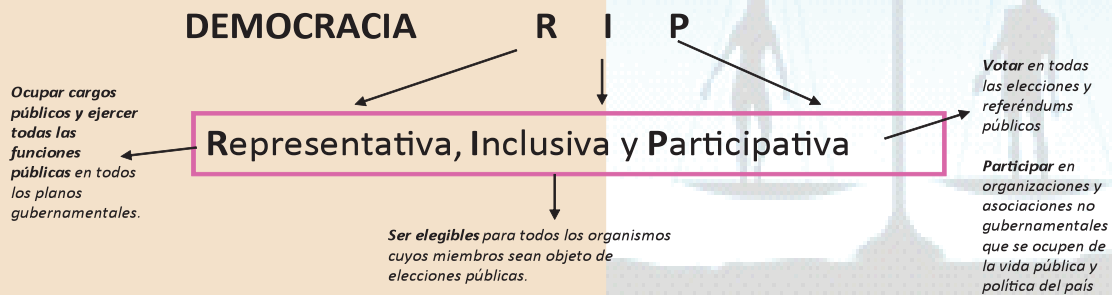 DEMOCRACIA R I P
Ocupar cargos
públicos y ejercer
todas las
funciones
públicas en todos
los planos
gubernamentales.
Representativa, Inclusiva y Participativa
Ser elegibles para todos los organismos
cuyos miembros sean objeto de
elecciones públicas.
Votar en todas
las elecciones y
referéndums
públicos
Participar en
organizaciones y
asociaciones no
gubernamentales
que se ocupen de
la vida pública y
política del país